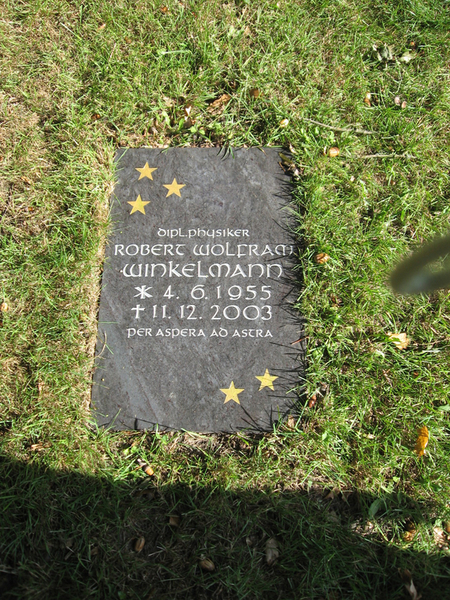 DIPL.PHYSIKER
ROBERT WOLFRAM
WINKELMANN
* 4.6.1955
† 11.12.2003
PER ASPERA AD ASTRA